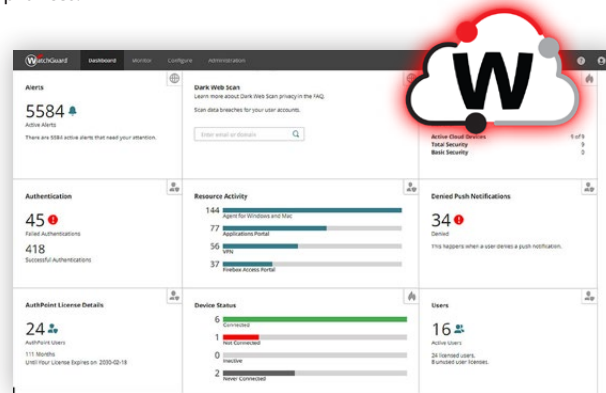 WatchGuard Dashboard Monitor Configure Administration
W
Alerts
5584
Active Alerts
There are 5584 active alerts that need your attention.
Dark Web Scan
Learn more about Dark Web Scan privacy in the FAQ.
Scan data breaches for your user accounts.
Enter email or domain
Active Cloud Devices 9 of 9
Total Security 9
Basic Security 0
Authentication
45
Failed Authentications
418
Successful Authentications
Resource Activity
144
Agent for Windows and Mac
77
Applications Portal
56
VPN
37
Firebox Access Portal
Denied Push Notifications
34
Denied
This happens when a user denies a push notification.
AuthPoint License Details
24
AuthPoint Users
111 Months
Until Your License Expires on 2030-02-18
Device Status
6
Connected
1
Not Connected
0
Inactive
2
Never Connected
Users
16
Active Users
24 licensed users.
8 unused user licenses.